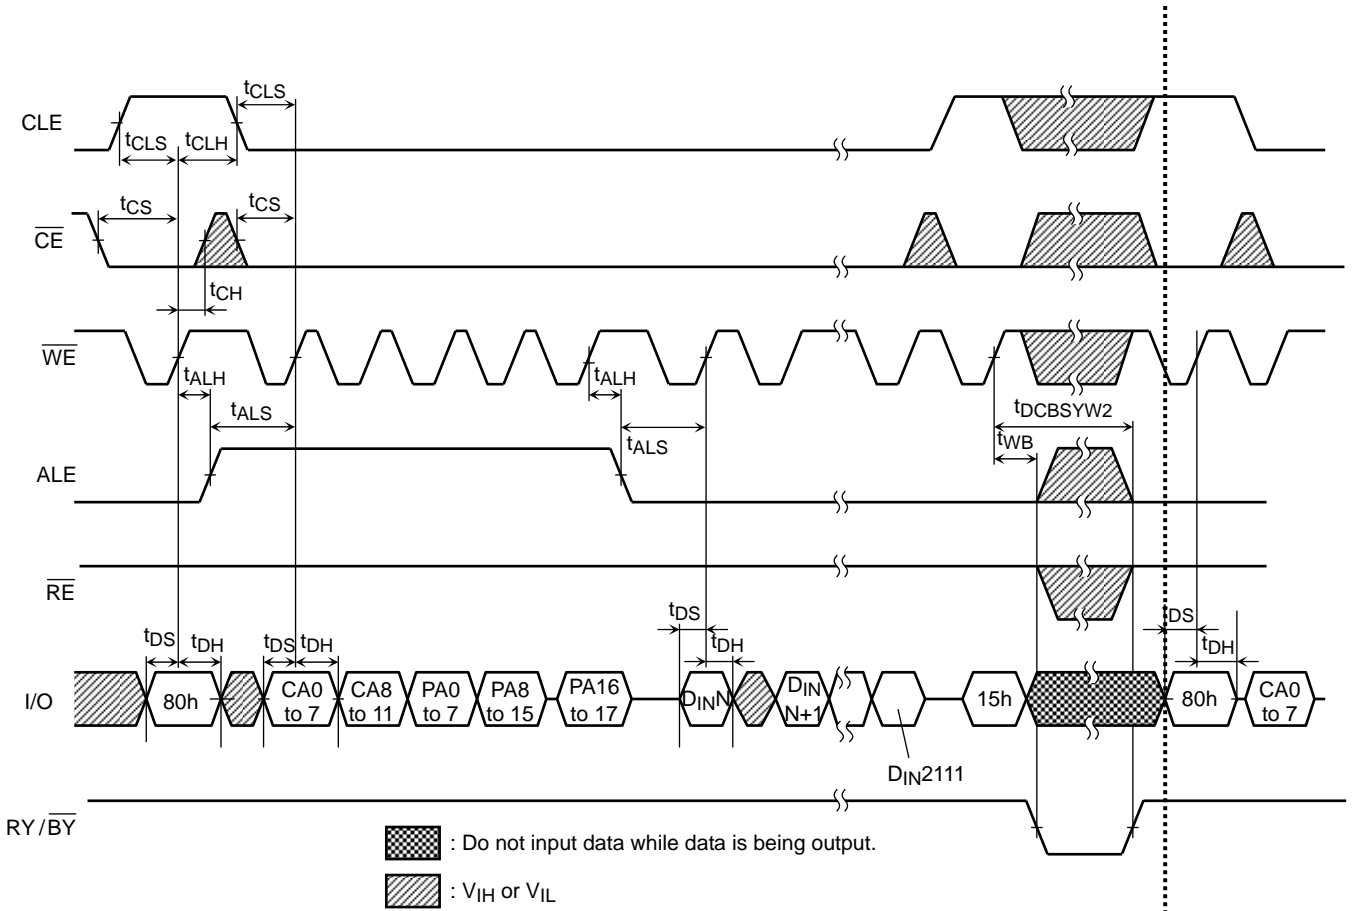 tCLS
CLE
tCLS
tCLH
tCS
tCS
CE
tCH
WE
tALH
tALH
tDCBSYW2
tALS
tALS
tWB
ALE
RE
tDS
tDH
tDS
tDH
tDS
tDH
tDS
tDH
I/O
80h
CA0 to 7
CA8 to 11
PA0 to 7
PA8 to 15
PA16 to 17
DINN
DIN N+1
15h
80h
CA0 to 7
DIN2111
RY/BY
: Do not input data while data is being output.
: VIH or VIL